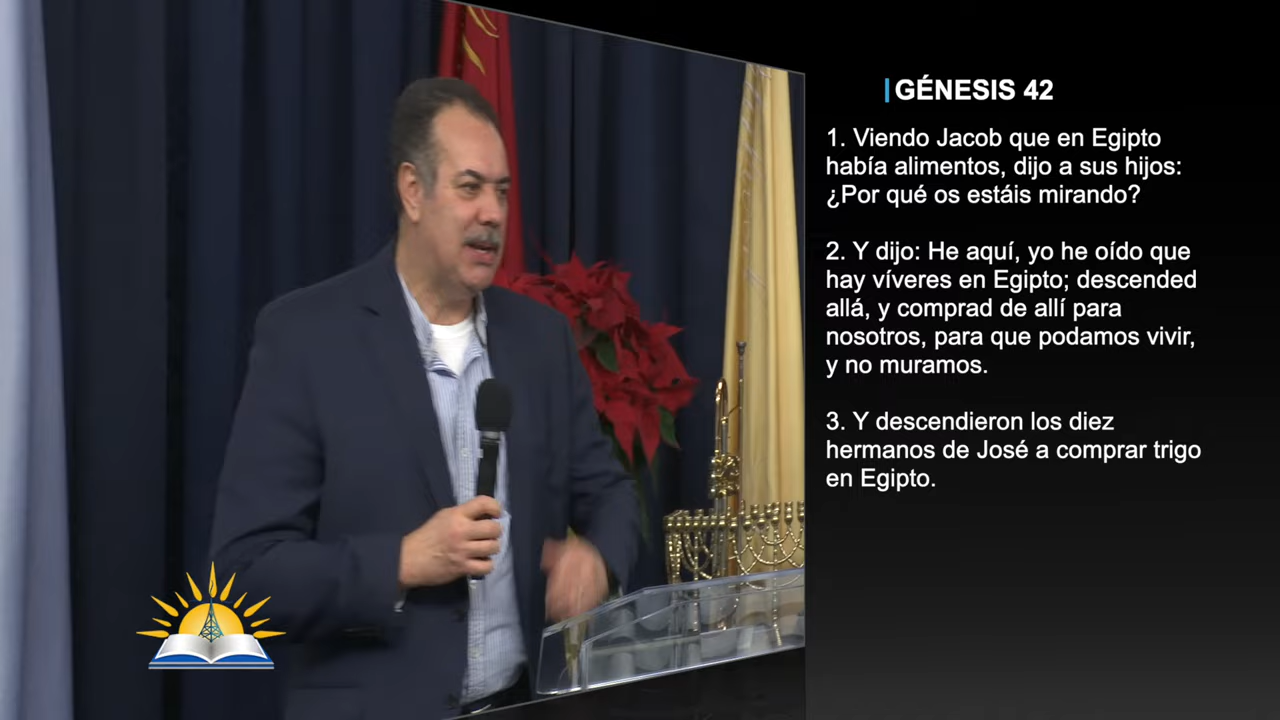 GÉNESIS 42
1. Viendo Jacob que en Egipto
había alimentos, dijo a sus hijos:
¿Por qué os estáis mirando?
2. Y dijo: He aquí, yo he oído que
hay víveres en Egipto; descended
allá, y comprad de allí para
nosotros, para que podamos vivir,
y no muramos.
3. Y descendieron los diez
hermanos de José a comprar trigo
en Egipto.